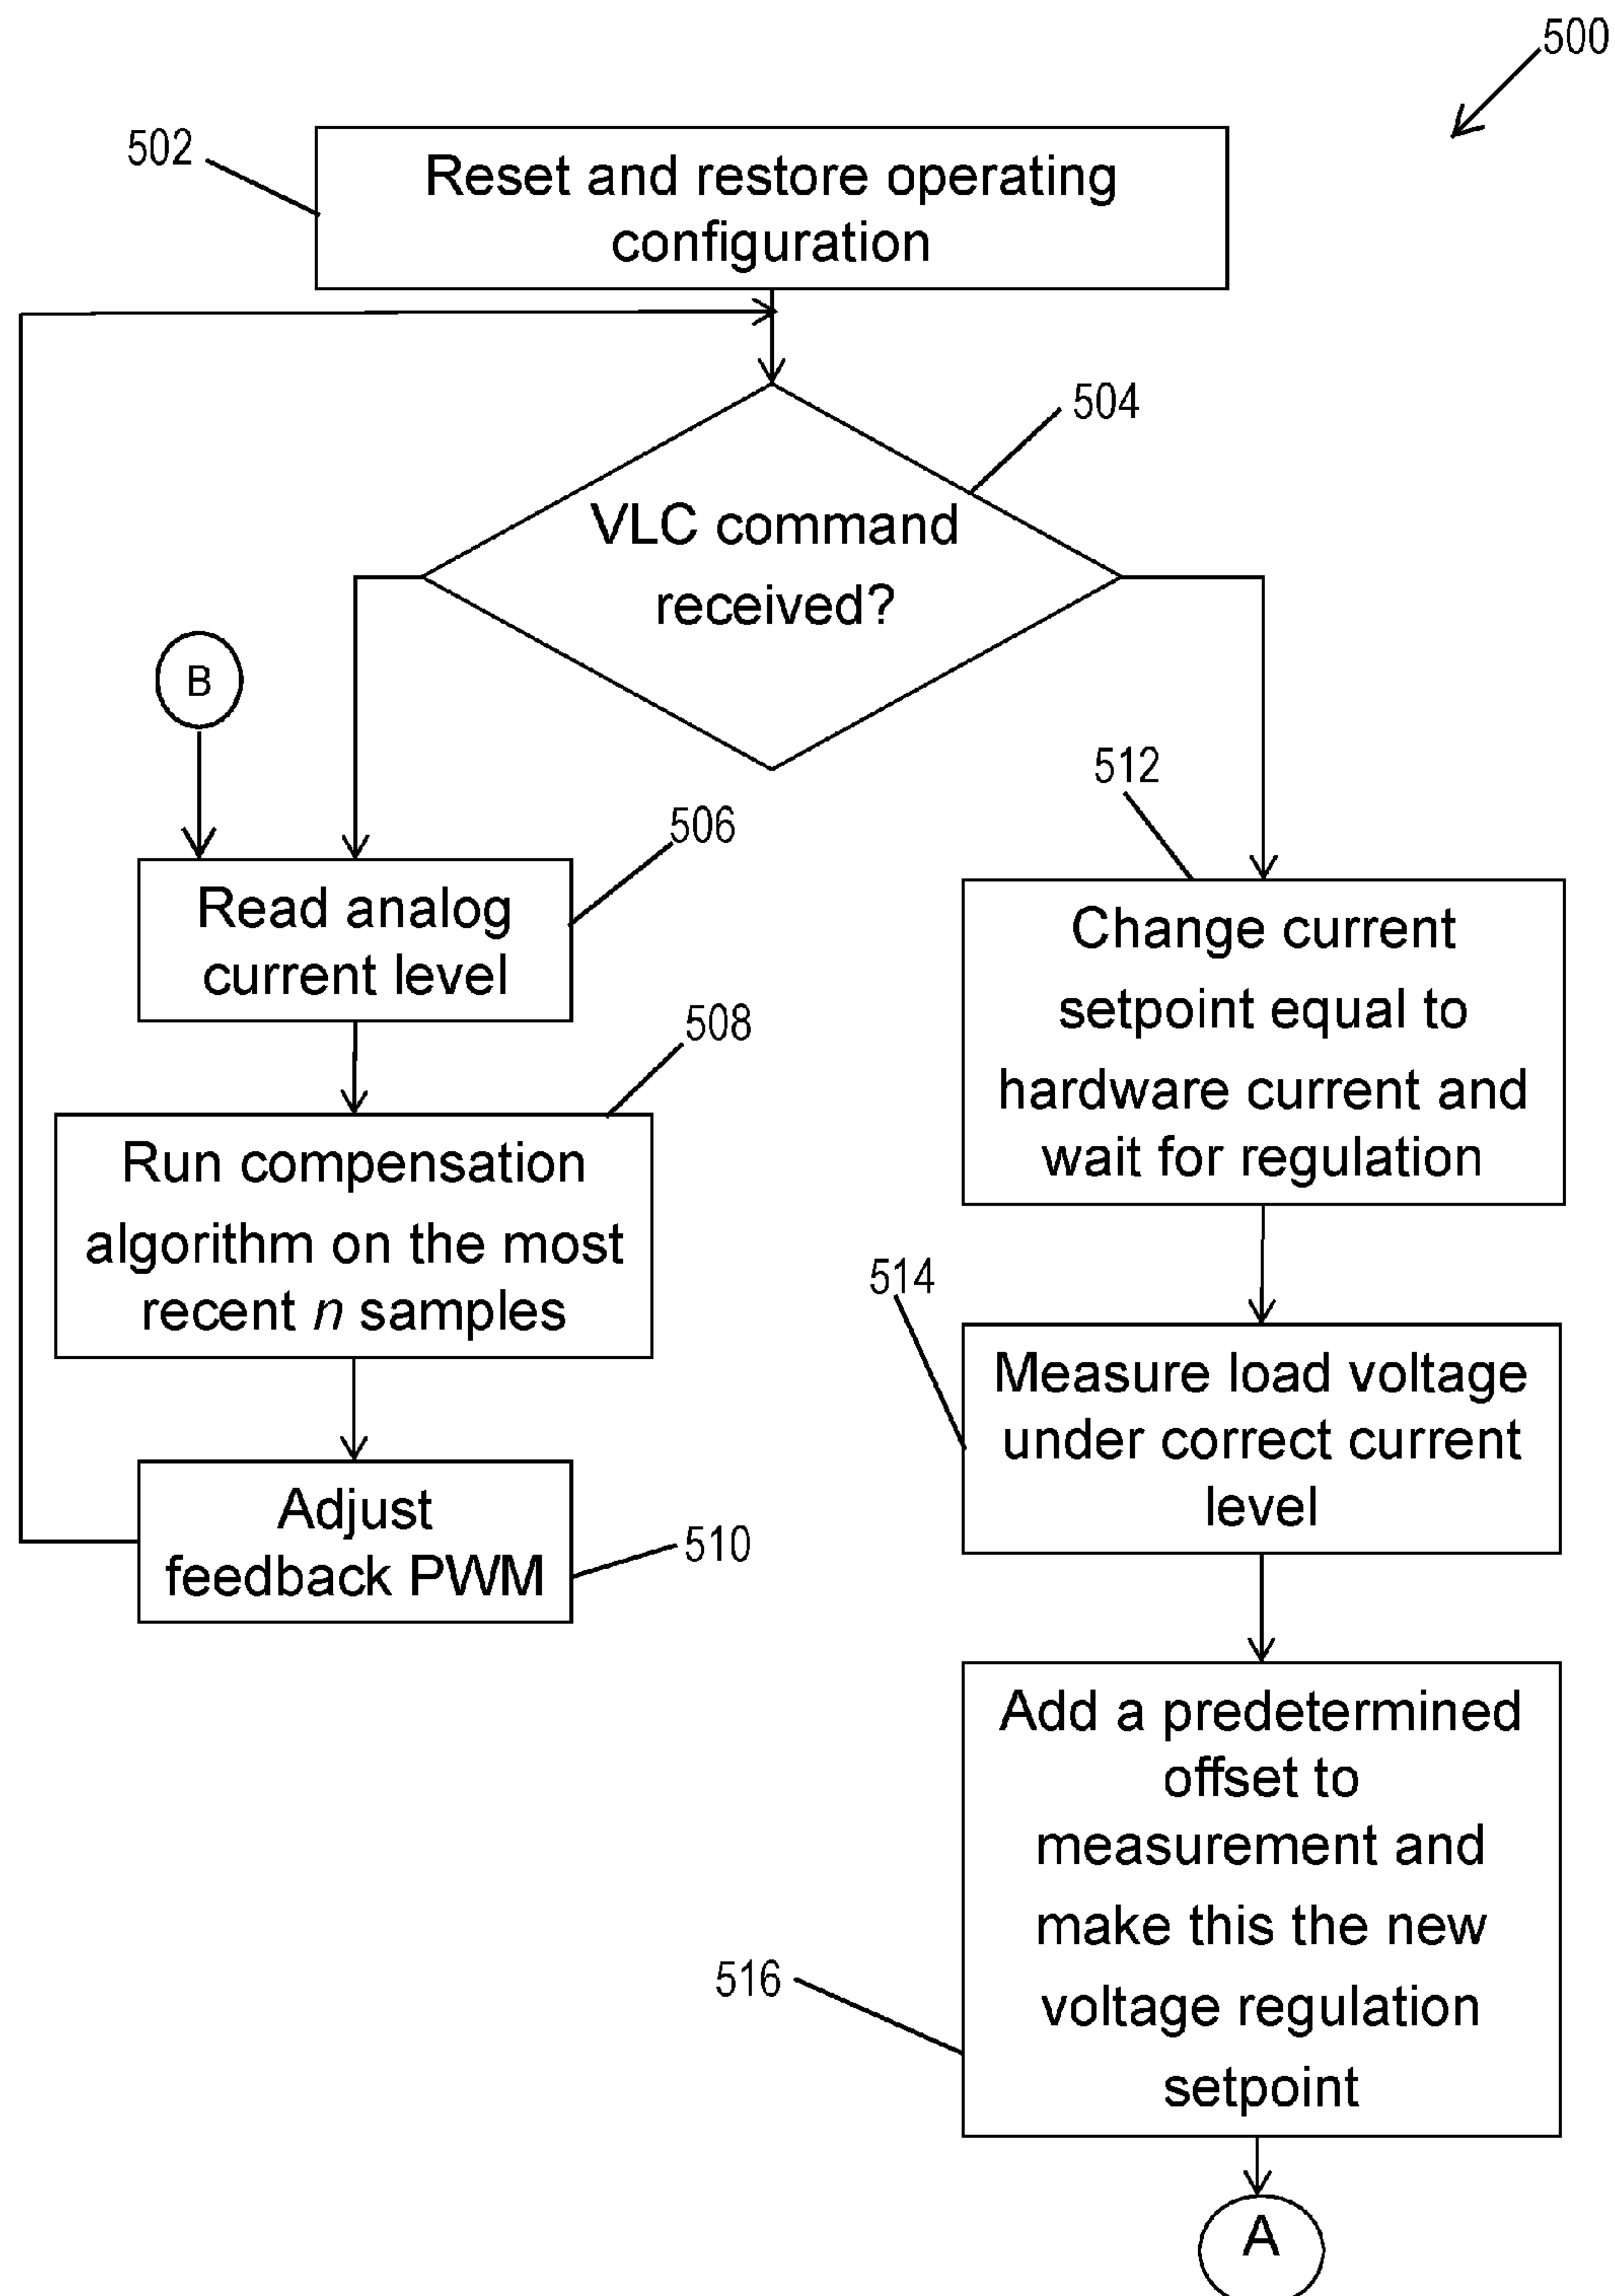 500
502
Reset and restore operating
configuration
504
VLC command
received?
B
506
Read analog
current level
508
Run compensation
algorithm on the most
recent n samples
Adjust
feedback PWM
510
512
Change current
setpoint equal to
hardware current and
wait for regulation
514
Measure load voltage
under correct current
level
Add a predetermined
offset to
measurement and
make this the new
voltage regulation
setpoint
516
A